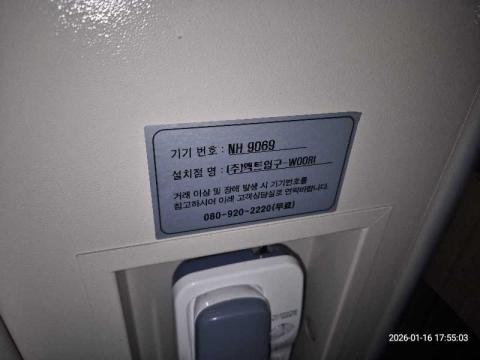 기기 번호 : NH 9069
설치점 명 : (주)액트입구-WOORI
거래 이상 및 장애 발생 시 기기번호를
참고하시어 아래 고객상담실로 연락바랍니다.
080-920-2220(무료)
2026-01-16 17:55:03